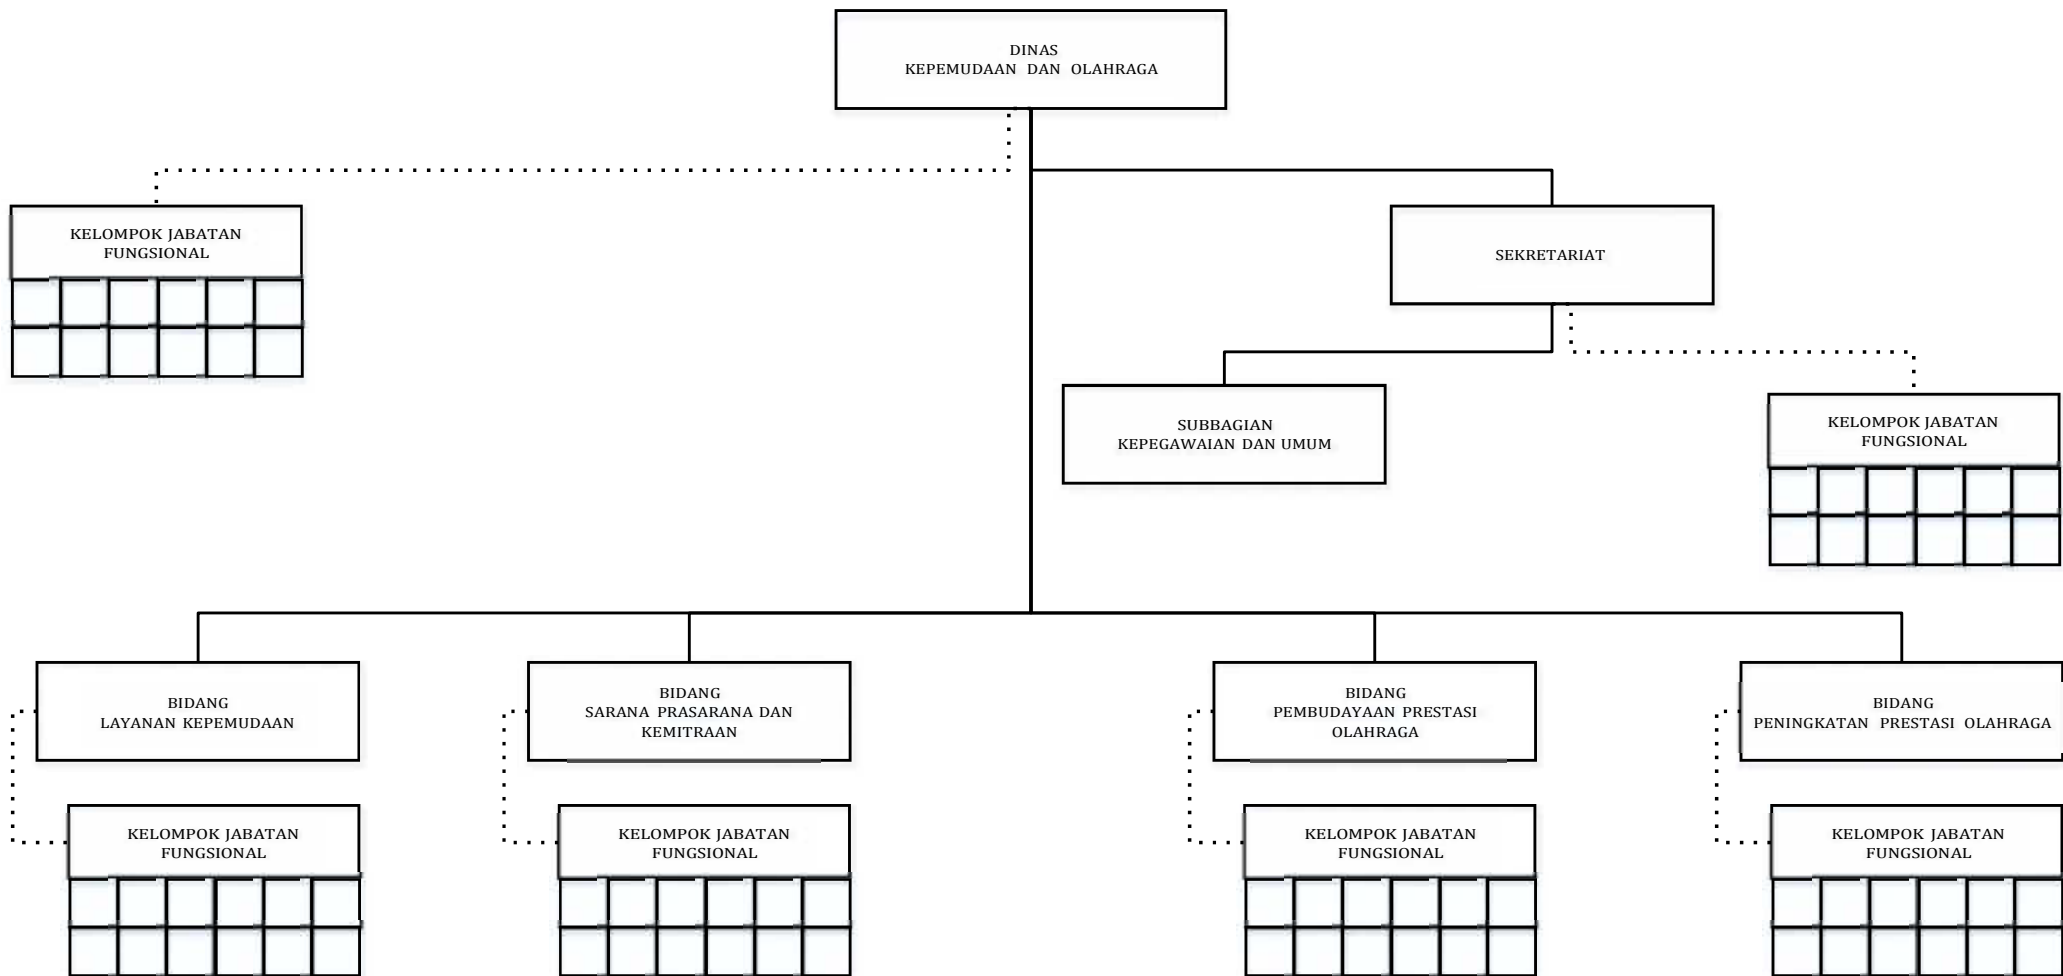 DINAS
KEPEMUDAAN DAN OLAHRAGA
KELOMPOK JABATAN
FUNGSIONAL
SEKRETARIAT
SUBBAGIAN
KEPEGAWAIAN DAN UMUM
KELOMPOK JABATAN
FUNGSIONAL
BIDANG
LAYANAN KEPEMUDAAN
BIDANG
SARANA PRASARANA DAN
KEMITRAAN
BIDANG
PEMBUDAYAAN PRESTASI
OLAHRAGA
BIDANG
PENINGKATAN PRESTASI OLAHRAGA
KELOMPOK JABATAN
FUNGSIONAL
KELOMPOK JABATAN
FUNGSIONAL
KELOMPOK JABATAN
FUNGSIONAL
KELOMPOK JABATAN
FUNGSIONAL